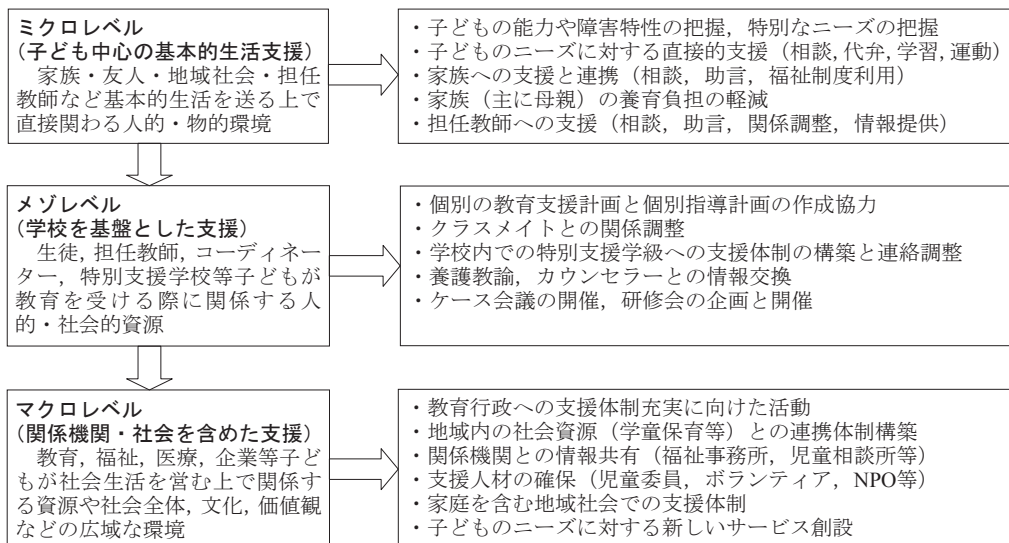 ミクロレベル
(子ども中心の基本的生活支援)
家族・友人・地域社会・担任
教師など基本的生活を送る上で
直接関わる人的・物的環境
・子どもの能力や障害特性の把握，特別なニーズの把握
・子どものニーズに対する直接的支援（相談，代弁，学習，運動）
・家族への支援と連携（相談，助言，福祉制度利用）
・家族（主に母親）の養育負担の軽減
・担任教師への支援（相談，助言，関係調整，情報提供）
メゾレベル
(学校を基盤とした支援)
生徒，担任教師，コーディネー
ター，特別支援学校等子どもが
教育を受ける際に関係する人
的・社会的資源
・個別の教育支援計画と個別指導計画の作成協力
・クラスメイトとの関係調整
・学校内での特別支援学級への支援体制の構築と連絡調整
・養護教諭，カウンセラーとの情報交換
・ケース会議の開催，研修会の企画と開催
マクロレベル
(関係機関・社会を含めた支援)
教育，福祉，医療，企業等子ど
もが社会生活を営む上で関係す
る資源や社会全体，文化，価値観
などの広域な環境
・教育行政への支援体制充実に向けた活動
・地域内の社会資源（学童保育等）との連携体制構築
・関係機関との情報共有（福祉事務所，児童相談所等）
・支援人材の確保（児童委員，ボランティア，NPO等）
・家庭を含む地域社会での支援体制
・子どものニーズに対する新しいサービス創設